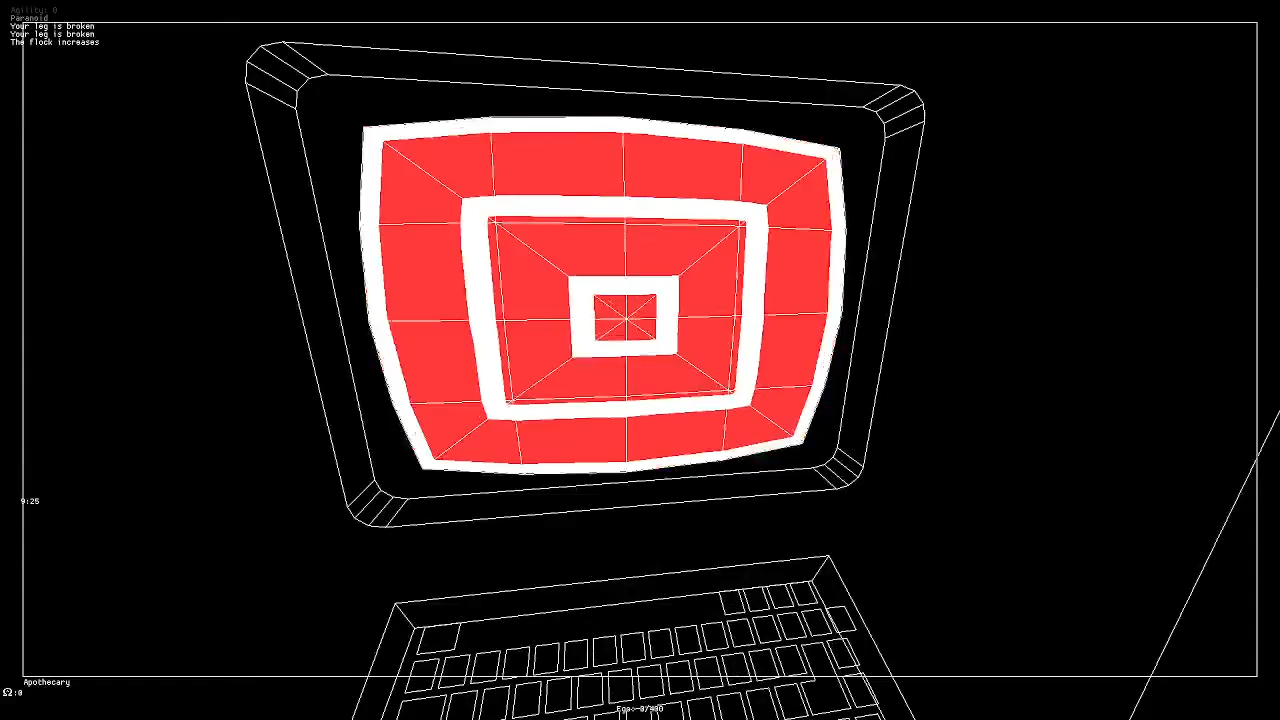 Agility: 0
Paranoid
Your leg is broken
Your leg is broken
The flock increases
9:25
Apothecary
Ω:0